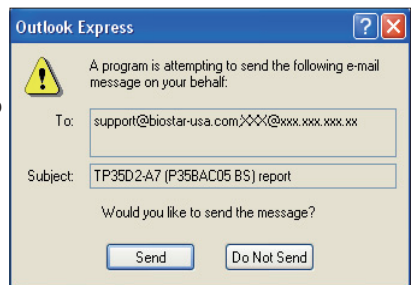 Outlook Express
A program is attempting to send the following e-mail
message on your behalf:
To: support@biostar-usa.com;XXX@xxx.xxx.xxx.xx
Subject: TP35D2-A7 (P35BAC05 BS) report
Would you like to send the message?
Send Do Not Send